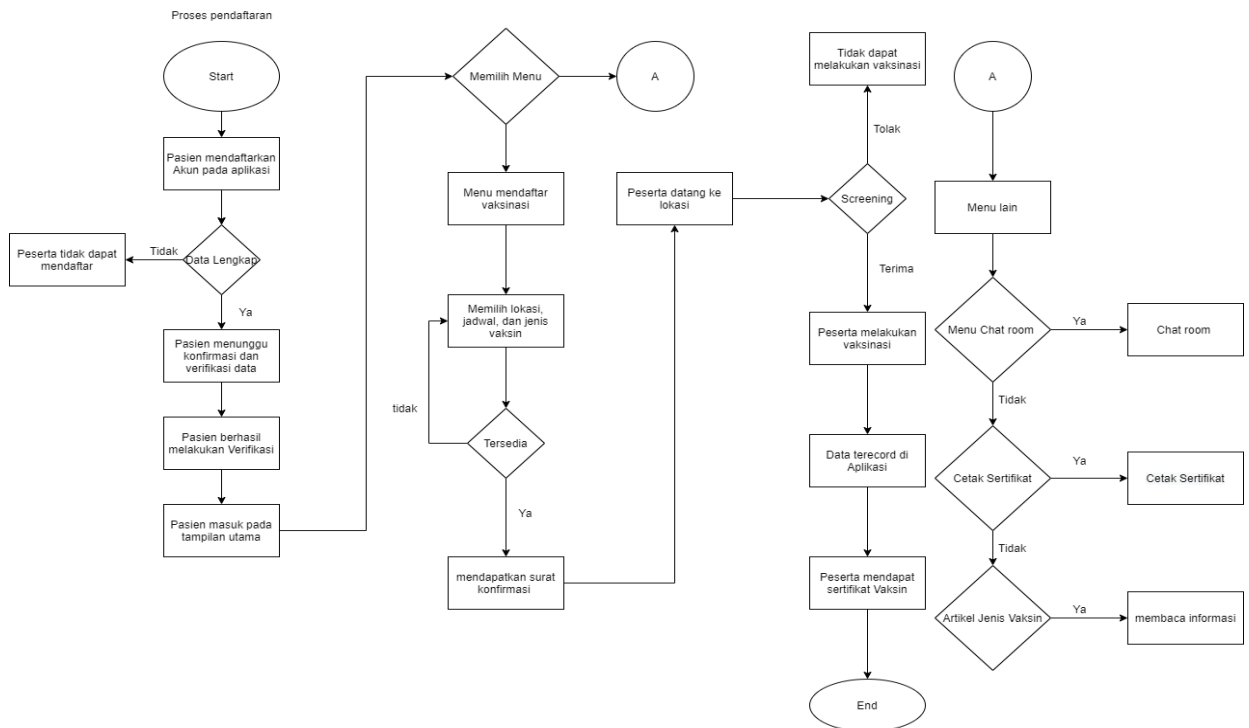 Proses pendaftaran
Start
Pasien mendaftarkan
Akun pada aplikasi
Data Lengkap
Tidak
Peserta tidak dapat
mendaftar
Ya
Pasien menunggu
konfirmasi dan
verifikasi data
Pasien berhasil
melakukan Verifikasi
Pasien masuk pada
tampilan utama
Memilih Menu
A
Menu mendaftar
vaksinasi
Memilih lokasi,
jadwal, dan jenis
vaksin
tidak
Tersedia
Ya
mendapatkan surat
konfirmasi
Peserta datang ke
lokasi
Screening
Tolak
Tidak dapat
melakukan vaksinasi
Terima
Peserta melakukan
vaksinasi
Data terecord di
Aplikasi
Peserta mendapat
sertifikat Vaksin
End
A
Menu lain
Menu Chat room
Ya
Chat room
Tidak
Cetak Sertifikat
Ya
Cetak Sertifikat
Tidak
Artikel Jenis Vaksin
Ya
membaca informasi